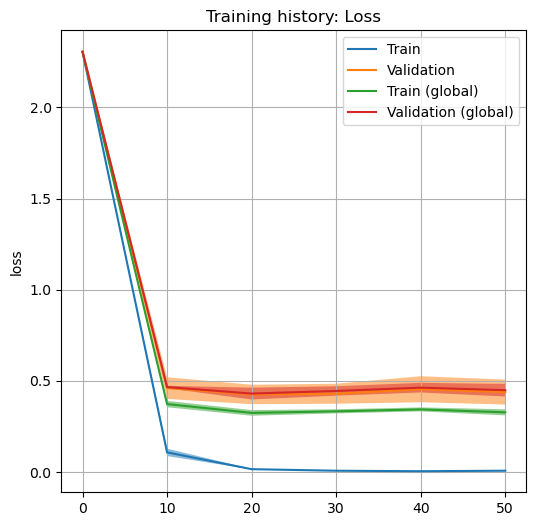 Training history: Loss
Train
Validation
Train (global)
Validation (global)
loss
2.0
1.5
1.0
0.5
0.0
0 10 20 30 40 50